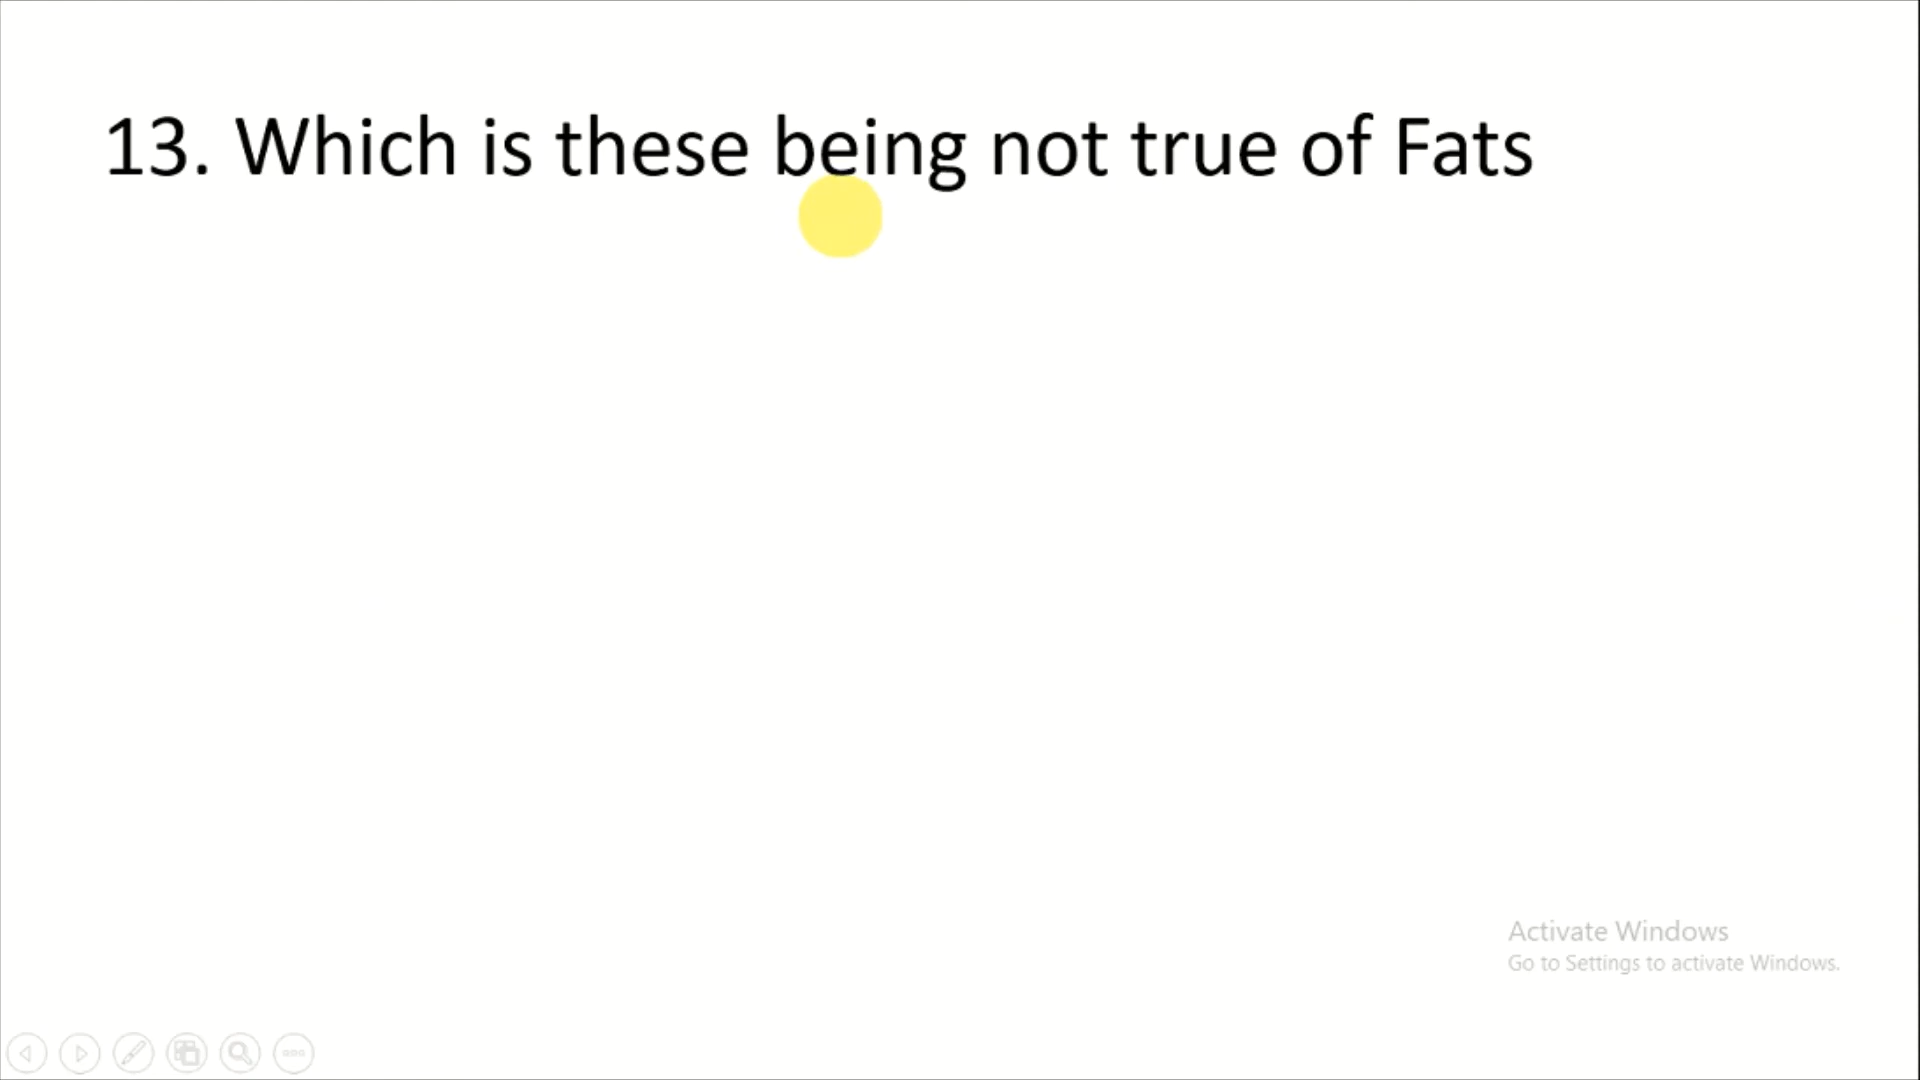 13. Which is these being not true of Fats
Activate Windows
Go to Settings to activate Windows.